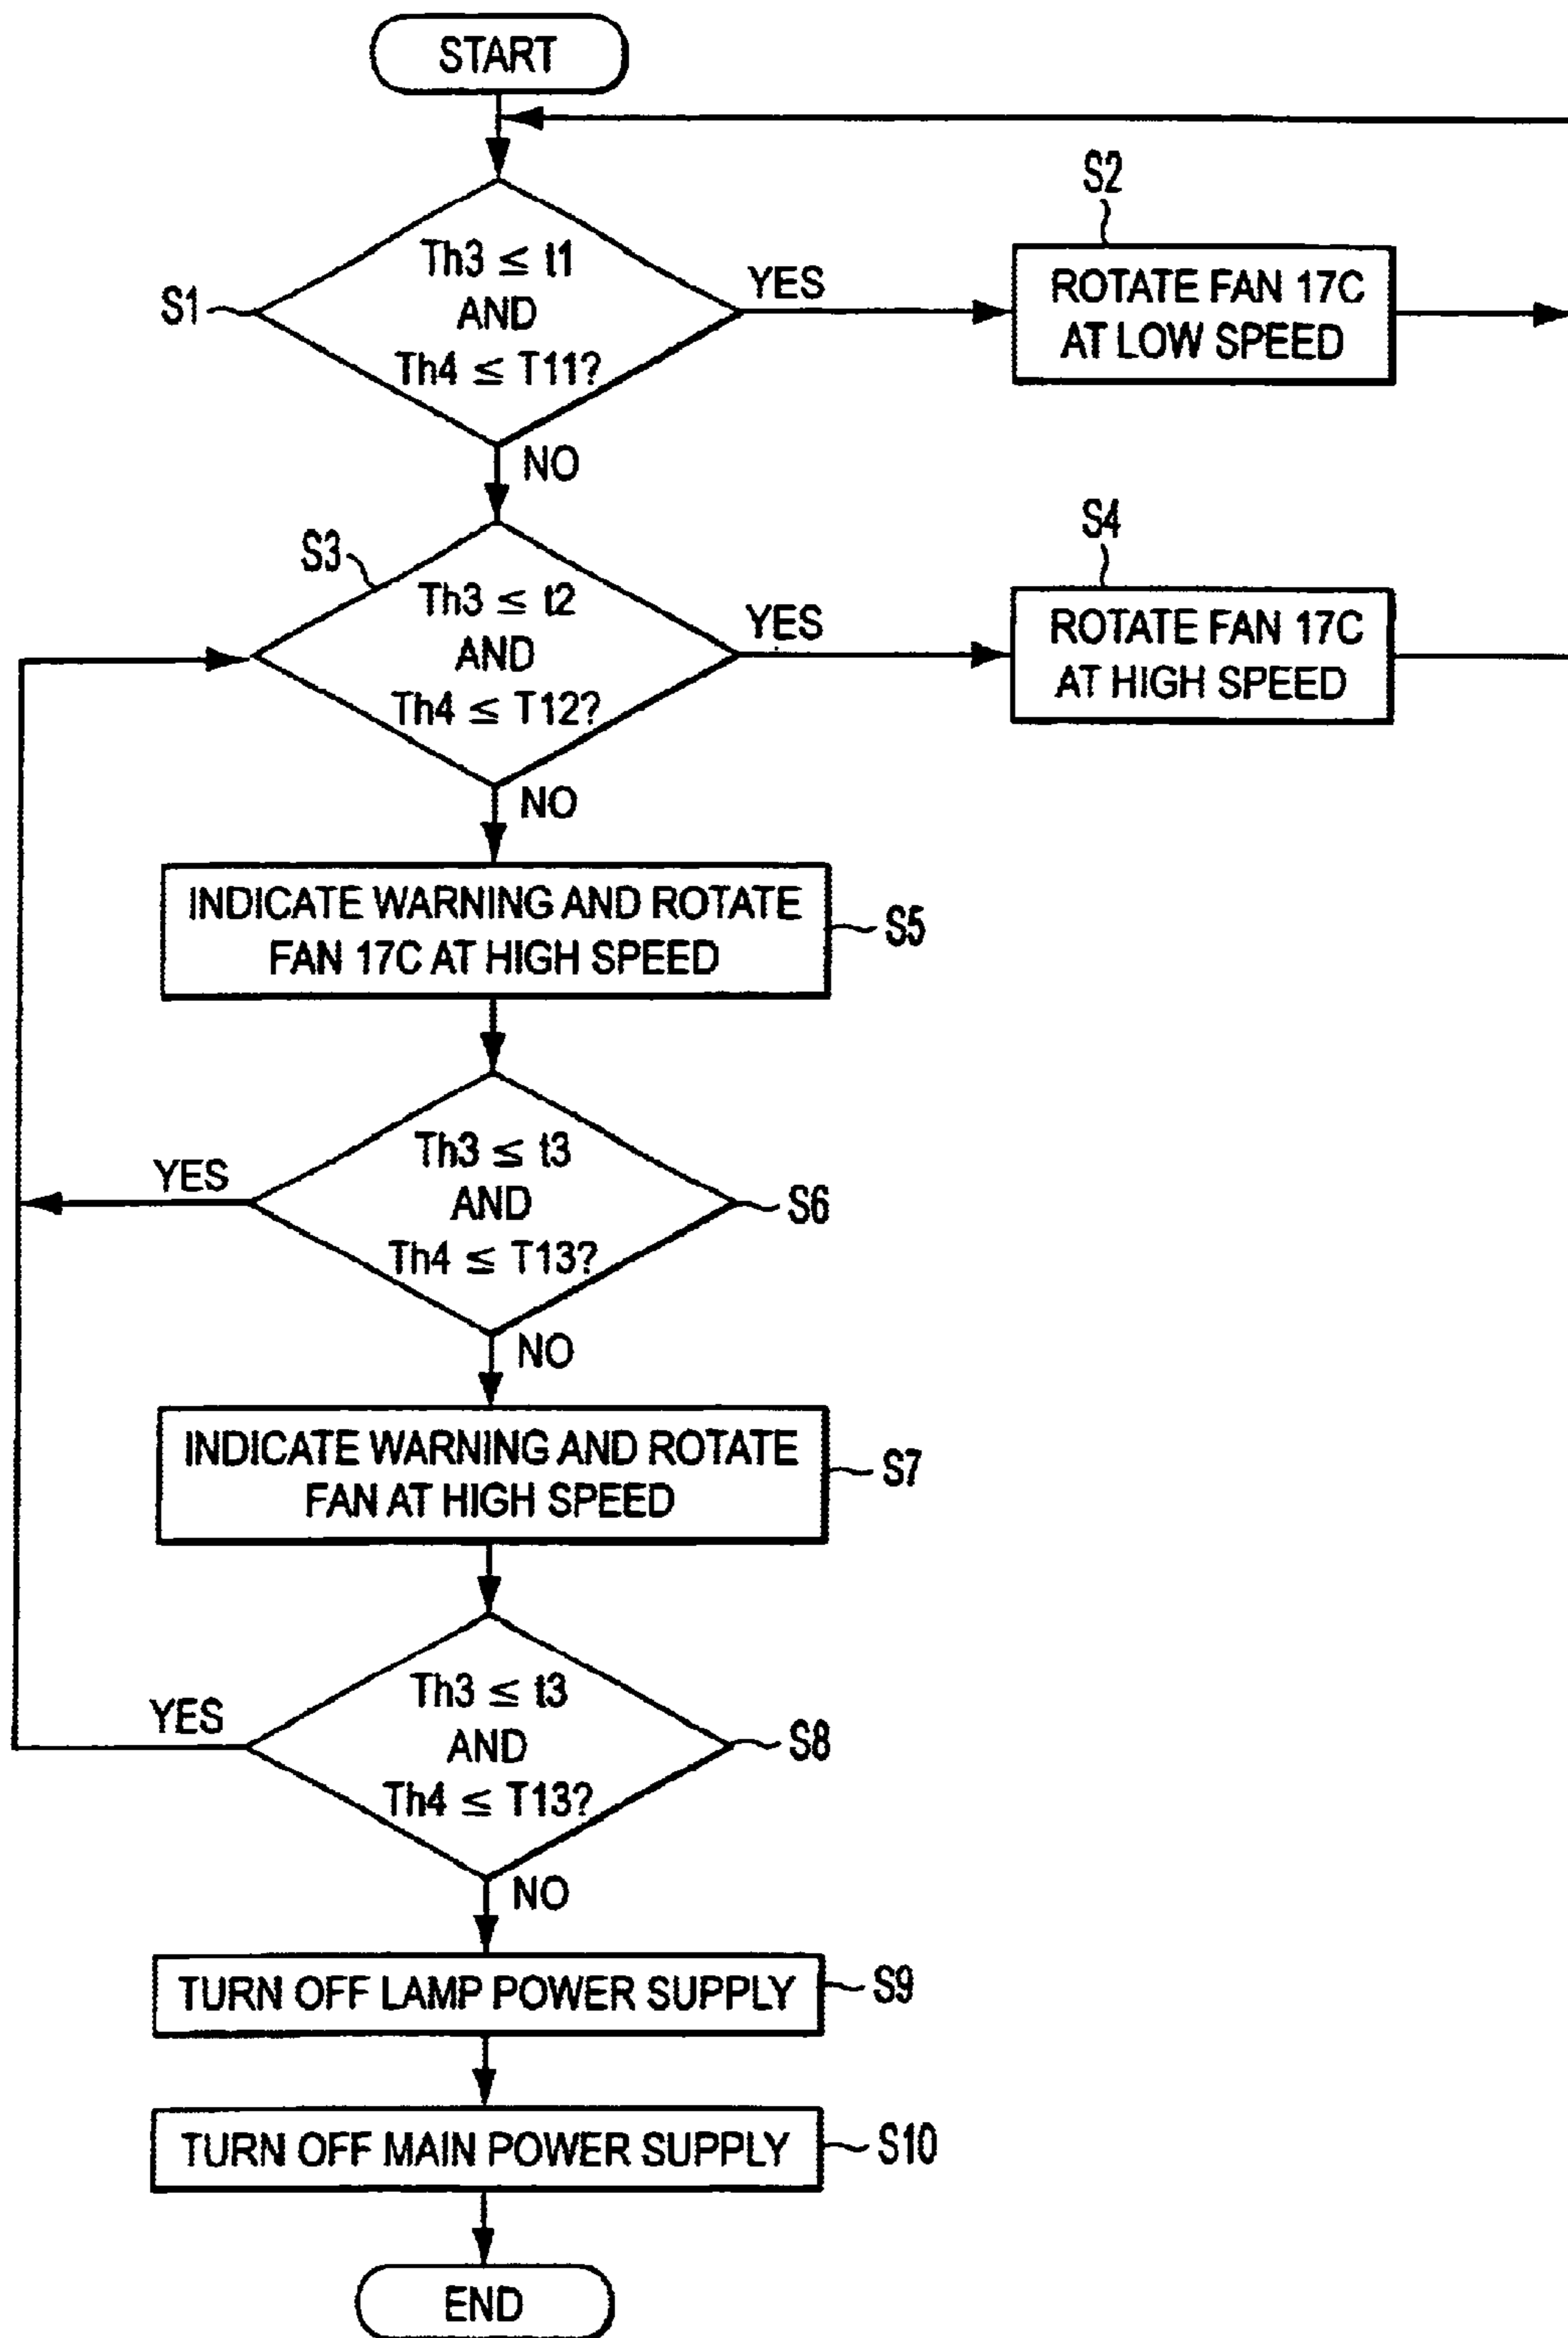 START
S2
Th3 ≤ t1
AND
Th4 ≤ T11?
S1
YES
ROTATE FAN 17C
AT LOW SPEED
NO
S4
S3
Th3 ≤ t2
AND
Th4 ≤ T12?
YES
ROTATE FAN 17C
AT HIGH SPEED
NO
INDICATE WARNING AND ROTATE
FAN 17C AT HIGH SPEED
S5
Th3 ≤ t3
AND
Th4 ≤ T13?
YES
S6
NO
INDICATE WARNING AND ROTATE
FAN AT HIGH SPEED
S7
Th3 ≤ t3
AND
Th4 ≤ T13?
YES
S8
NO
TURN OFF LAMP POWER SUPPLY
S9
TURN OFF MAIN POWER SUPPLY
S10
END